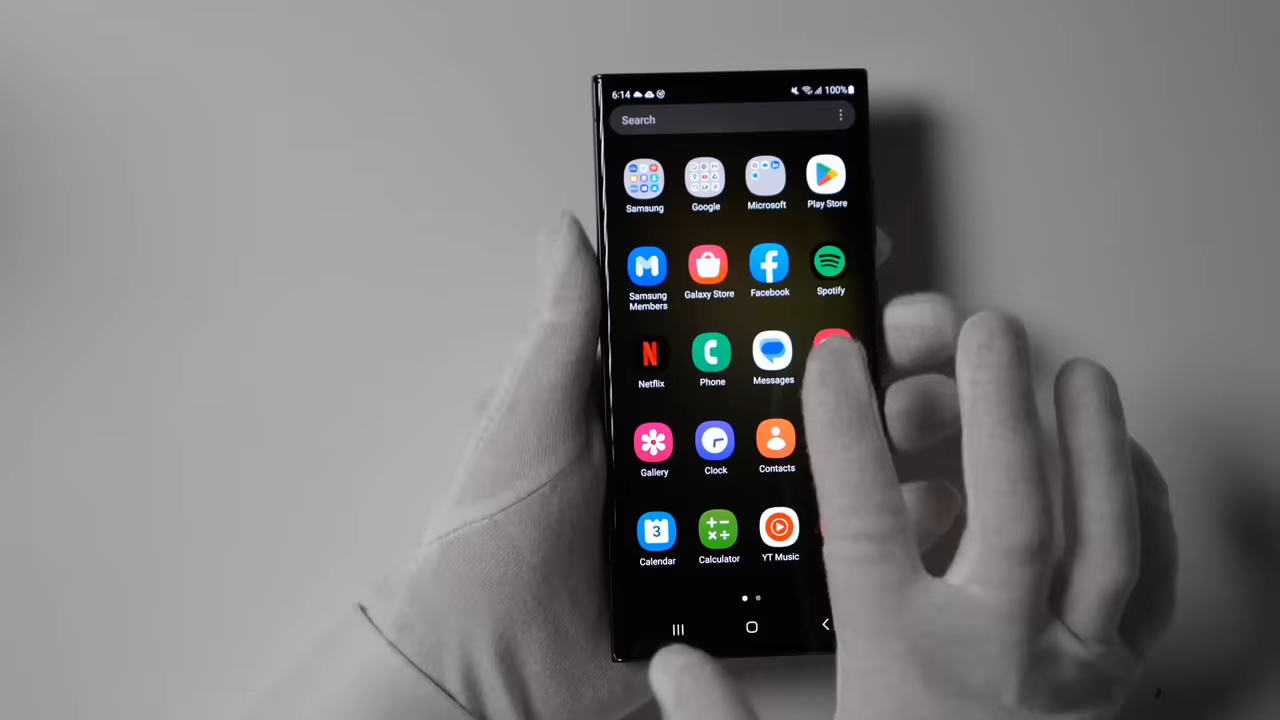 6:14
100%
Search
Samsung
Google
Microsoft
Play Store
Samsung
Members
Galaxy Store
Facebook
Spotify
Netflix
Phone
Messages
Gallery
Clock
Contacts
3
Calendar
Calculator
YT Music